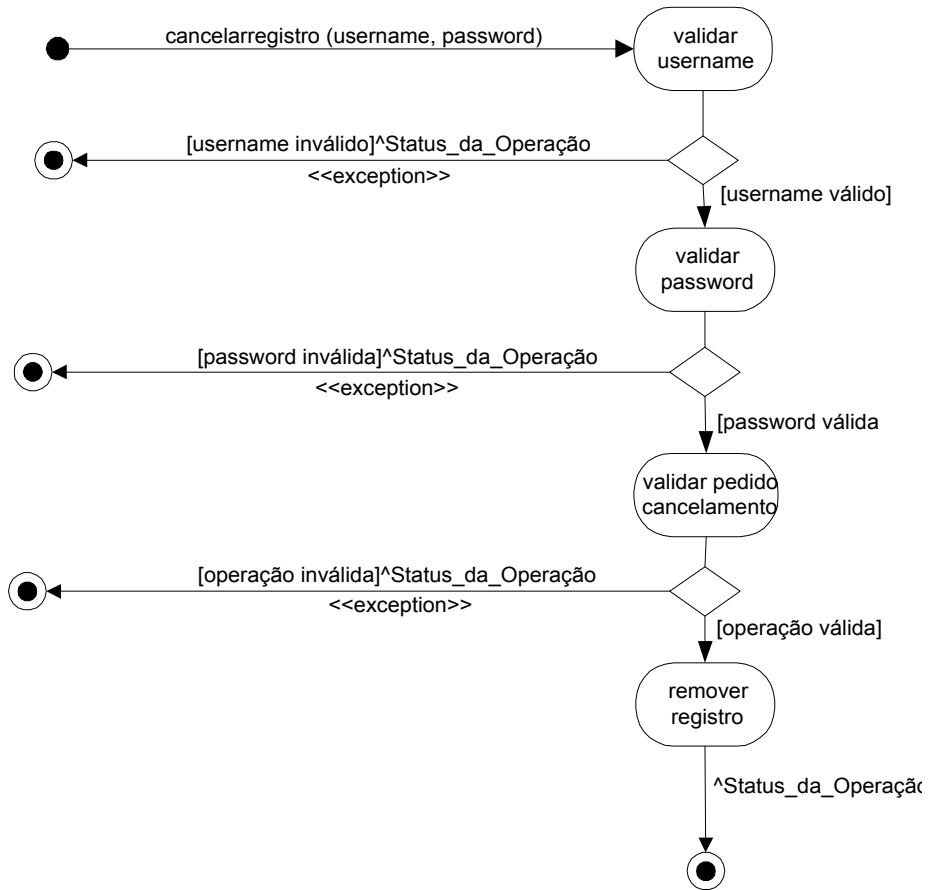 cancelarregistro (username, password)
validar
username
[username inválido]^Status_da_Operação
<<exception>>
[username válido]
validar
password
[password inválida]^Status_da_Operação
<<exception>>
[password válida
validar pedido
cancelamento
[operação inválida]^Status_da_Operação
<<exception>>
[operação válida]
remover
registro
^Status_da_Operação